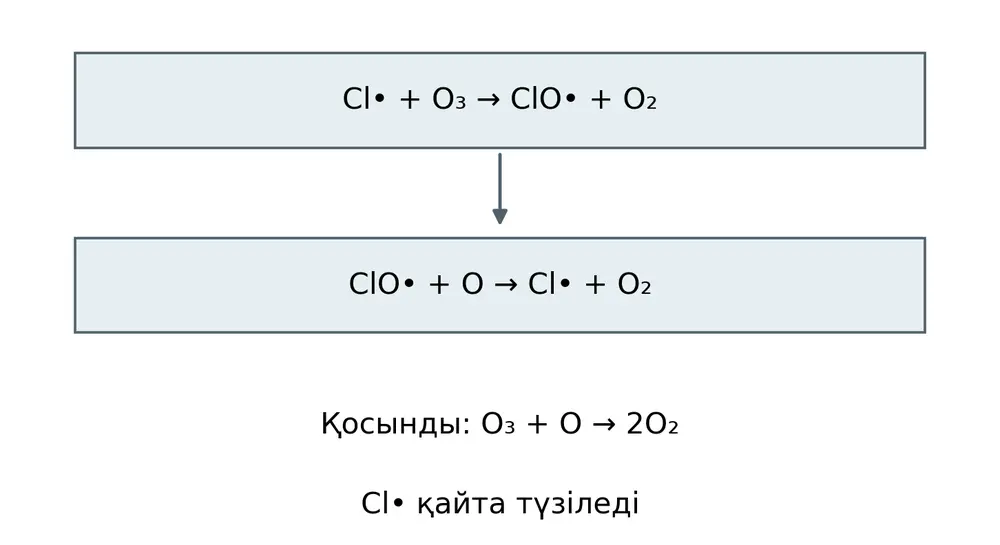 Cl• + O₃ → ClO• + O₂
ClO• + O → Cl• + O₂
Қосынды: O₃ + O → 2O₂
Cl• қайта түзіледі